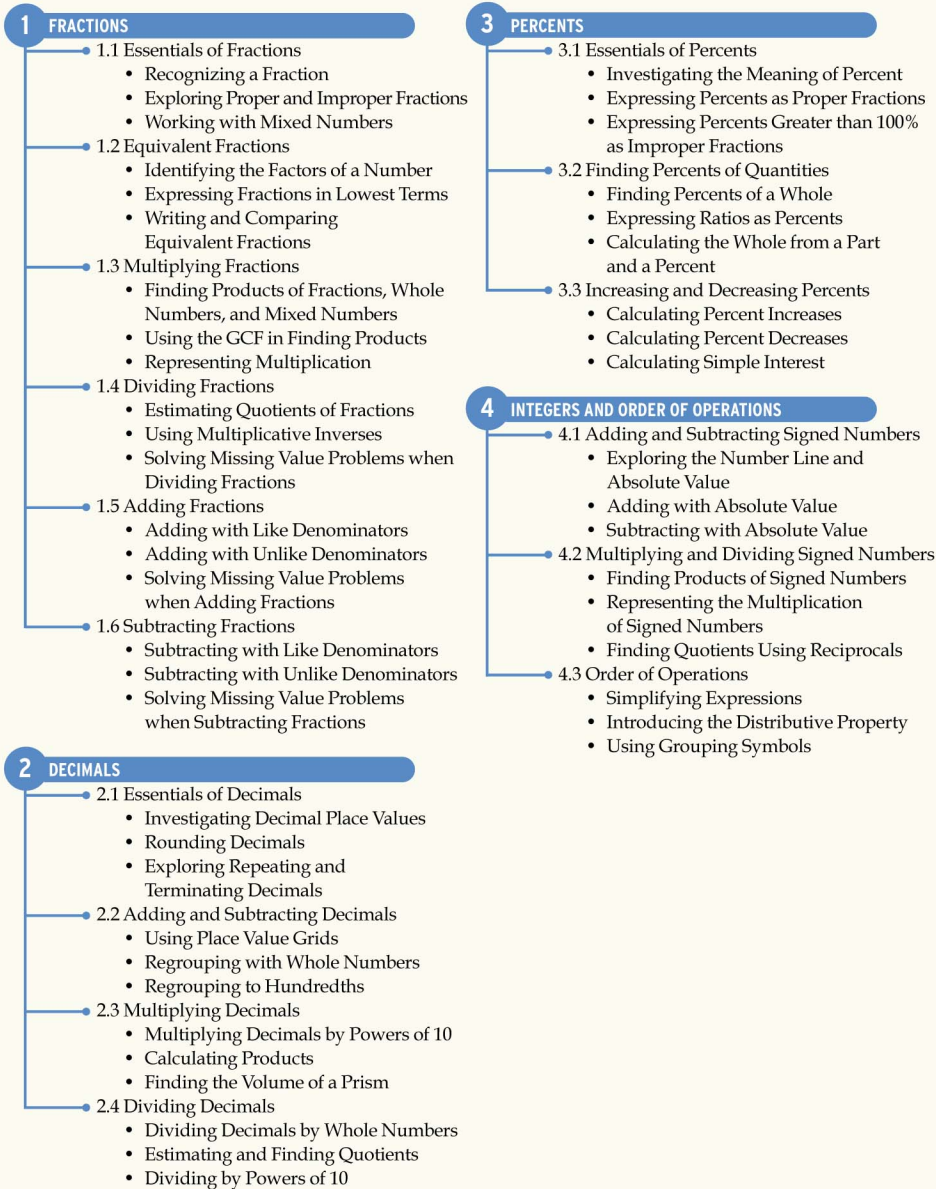 1 FRACTIONS
1.1 Essentials of Fractions
• Recognizing a Fraction
• Exploring Proper and Improper Fractions
• Working with Mixed Numbers
1.2 Equivalent Fractions
• Identifying the Factors of a Number
• Expressing Fractions in Lowest Terms
• Writing and Comparing
Equivalent Fractions
1.3 Multiplying Fractions
• Finding Products of Fractions, Whole
Numbers, and Mixed Numbers
• Using the GCF in Finding Products
• Representing Multiplication
1.4 Dividing Fractions
• Estimating Quotients of Fractions
• Using Multiplicative Inverses
• Solving Missing Value Problems when
Dividing Fractions
1.5 Adding Fractions
• Adding with Like Denominators
• Adding with Unlike Denominators
• Solving Missing Value Problems
when Adding Fractions
1.6 Subtracting Fractions
• Subtracting with Like Denominators
• Subtracting with Unlike Denominators
• Solving Missing Value Problems
when Subtracting Fractions
2 DECIMALS
2.1 Essentials of Decimals
• Investigating Decimal Place Values
• Rounding Decimals
• Exploring Repeating and
Terminating Decimals
2.2 Adding and Subtracting Decimals
• Using Place Value Grids
• Regrouping with Whole Numbers
• Regrouping to Hundredths
2.3 Multiplying Decimals
• Multiplying Decimals by Powers of 10
• Calculating Products
• Finding the Volume of a Prism
2.4 Dividing Decimals
• Dividing Decimals by Whole Numbers
• Estimating and Finding Quotients
• Dividing by Powers of 10
3 PERCENTS
3.1 Essentials of Percents
• Investigating the Meaning of Percent
• Expressing Percents as Proper Fractions
• Expressing Percents Greater than 100%
as Improper Fractions
3.2 Finding Percents of Quantities
• Finding Percents of a Whole
• Expressing Ratios as Percents
• Calculating the Whole from a Part
and a Percent
3.3 Increasing and Decreasing Percents
• Calculating Percent Increases
• Calculating Percent Decreases
• Calculating Simple Interest
4 INTEGERS AND ORDER OF OPERATIONS
4.1 Adding and Subtracting Signed Numbers
• Exploring the Number Line and
Absolute Value
• Adding with Absolute Value
• Subtracting with Absolute Value
4.2 Multiplying and Dividing Signed Numbers
• Finding Products of Signed Numbers
• Representing the Multiplication
of Signed Numbers
• Finding Quotients Using Reciprocals
4.3 Order of Operations
• Simplifying Expressions
• Introducing the Distributive Property
• Using Grouping Symbols